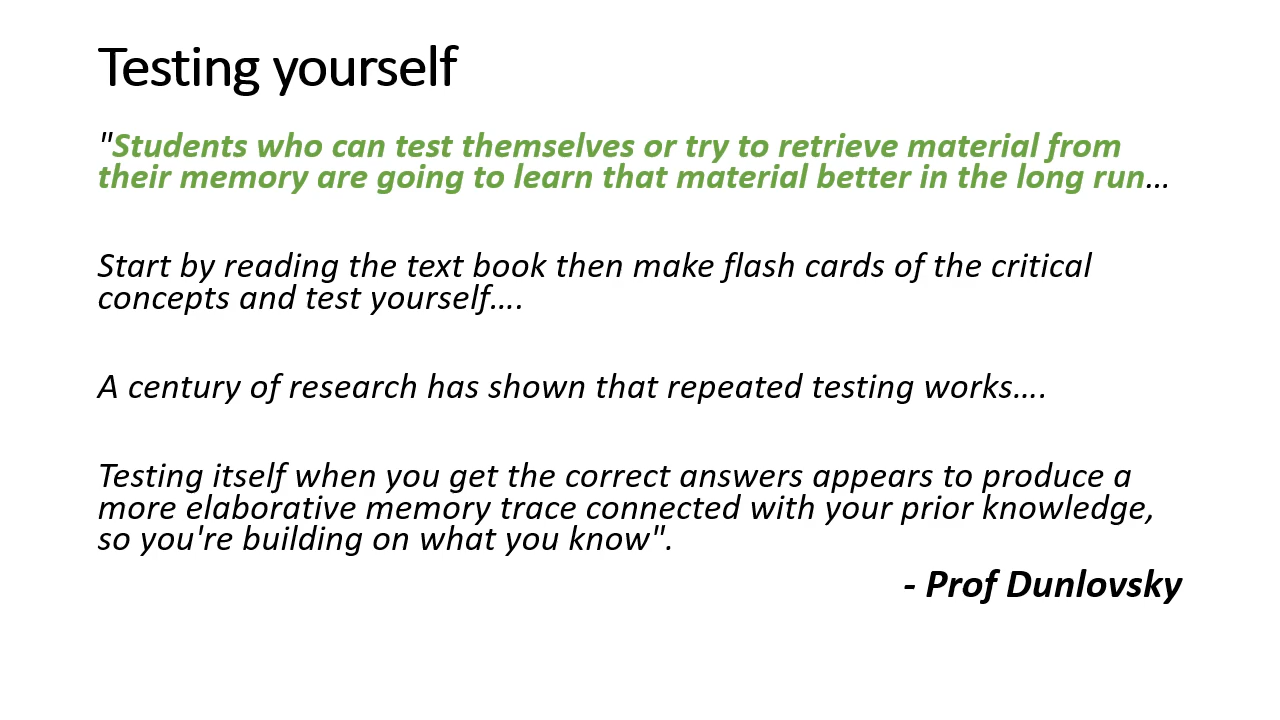 Testing yourself
"Students who can test themselves or try to retrieve material from
their memory are going to learn that material better in the long run...
Start by reading the text book then make flash cards of the critical
concepts and test yourself....
A century of research has shown that repeated testing works....
Testing itself when you get the correct answers appears to produce a
more elaborative memory trace connected with your prior knowledge,
so you're building on what you know".
- Prof Dunlovsky